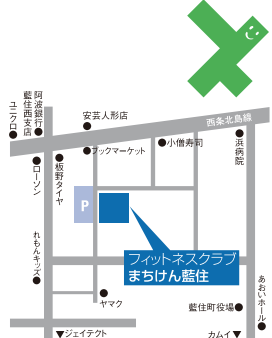 西条北島線
阿波銀行
藍住西支店
ユニクロ
安芸人形店
ブックマーケット
小僧寿司
浜病院
ローソン
板野タイヤ
P
フィットネスクラブ
まちけん藍住
れもんキッズ
ヤマク
藍住町役場
あおいホール
▼ジェイテクト
カムイ▼